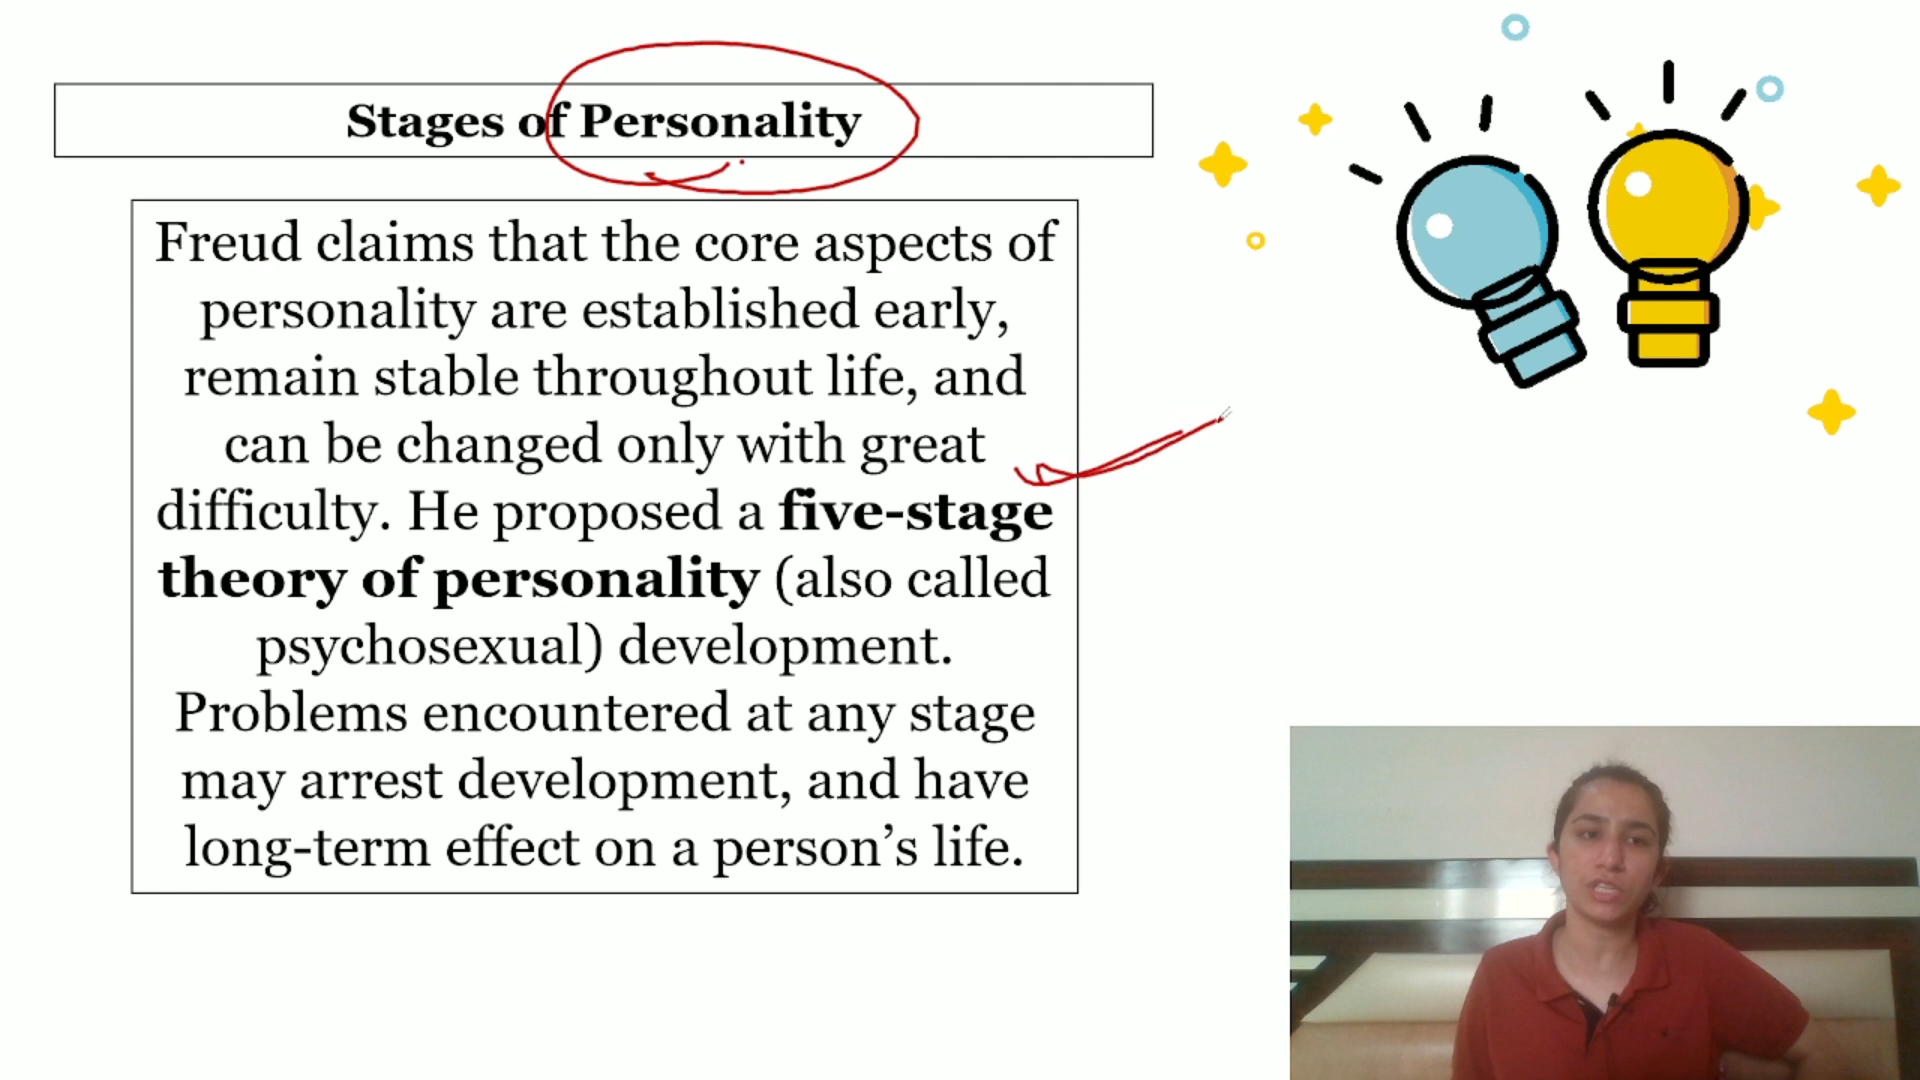 Stages of Personality
Freud claims that the core aspects of
personality are established early,
remain stable throughout life, and
can be changed only with great
difficulty. He proposed a five-stage
theory of personality (also called
psychosexual) development.
Problems encountered at any stage
may arrest development, and have
long-term effect on a person’s life.